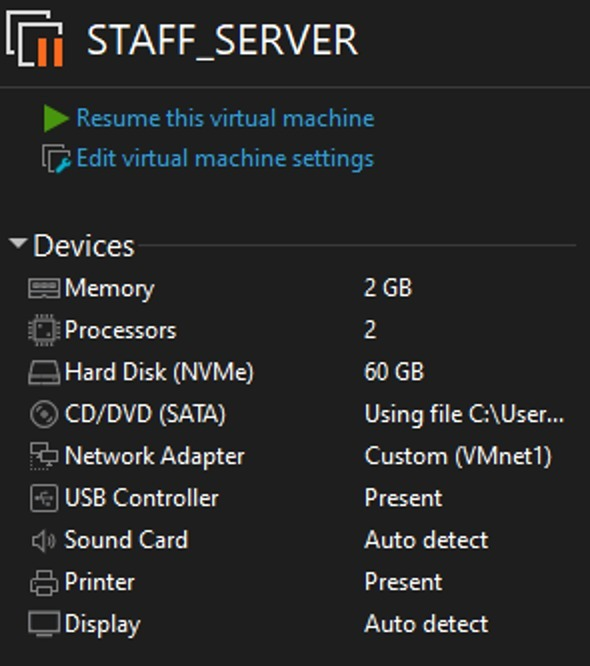 STAFF_SERVER
Resume this virtual machine
Edit virtual machine settings
Devices
Memory 2 GB
Processors 2
Hard Disk (NVMe) 60 GB
CD/DVD (SATA) Using file C:\User...
Network Adapter Custom (VMnet1)
USB Controller Present
Sound Card Auto detect
Printer Present
Display Auto detect